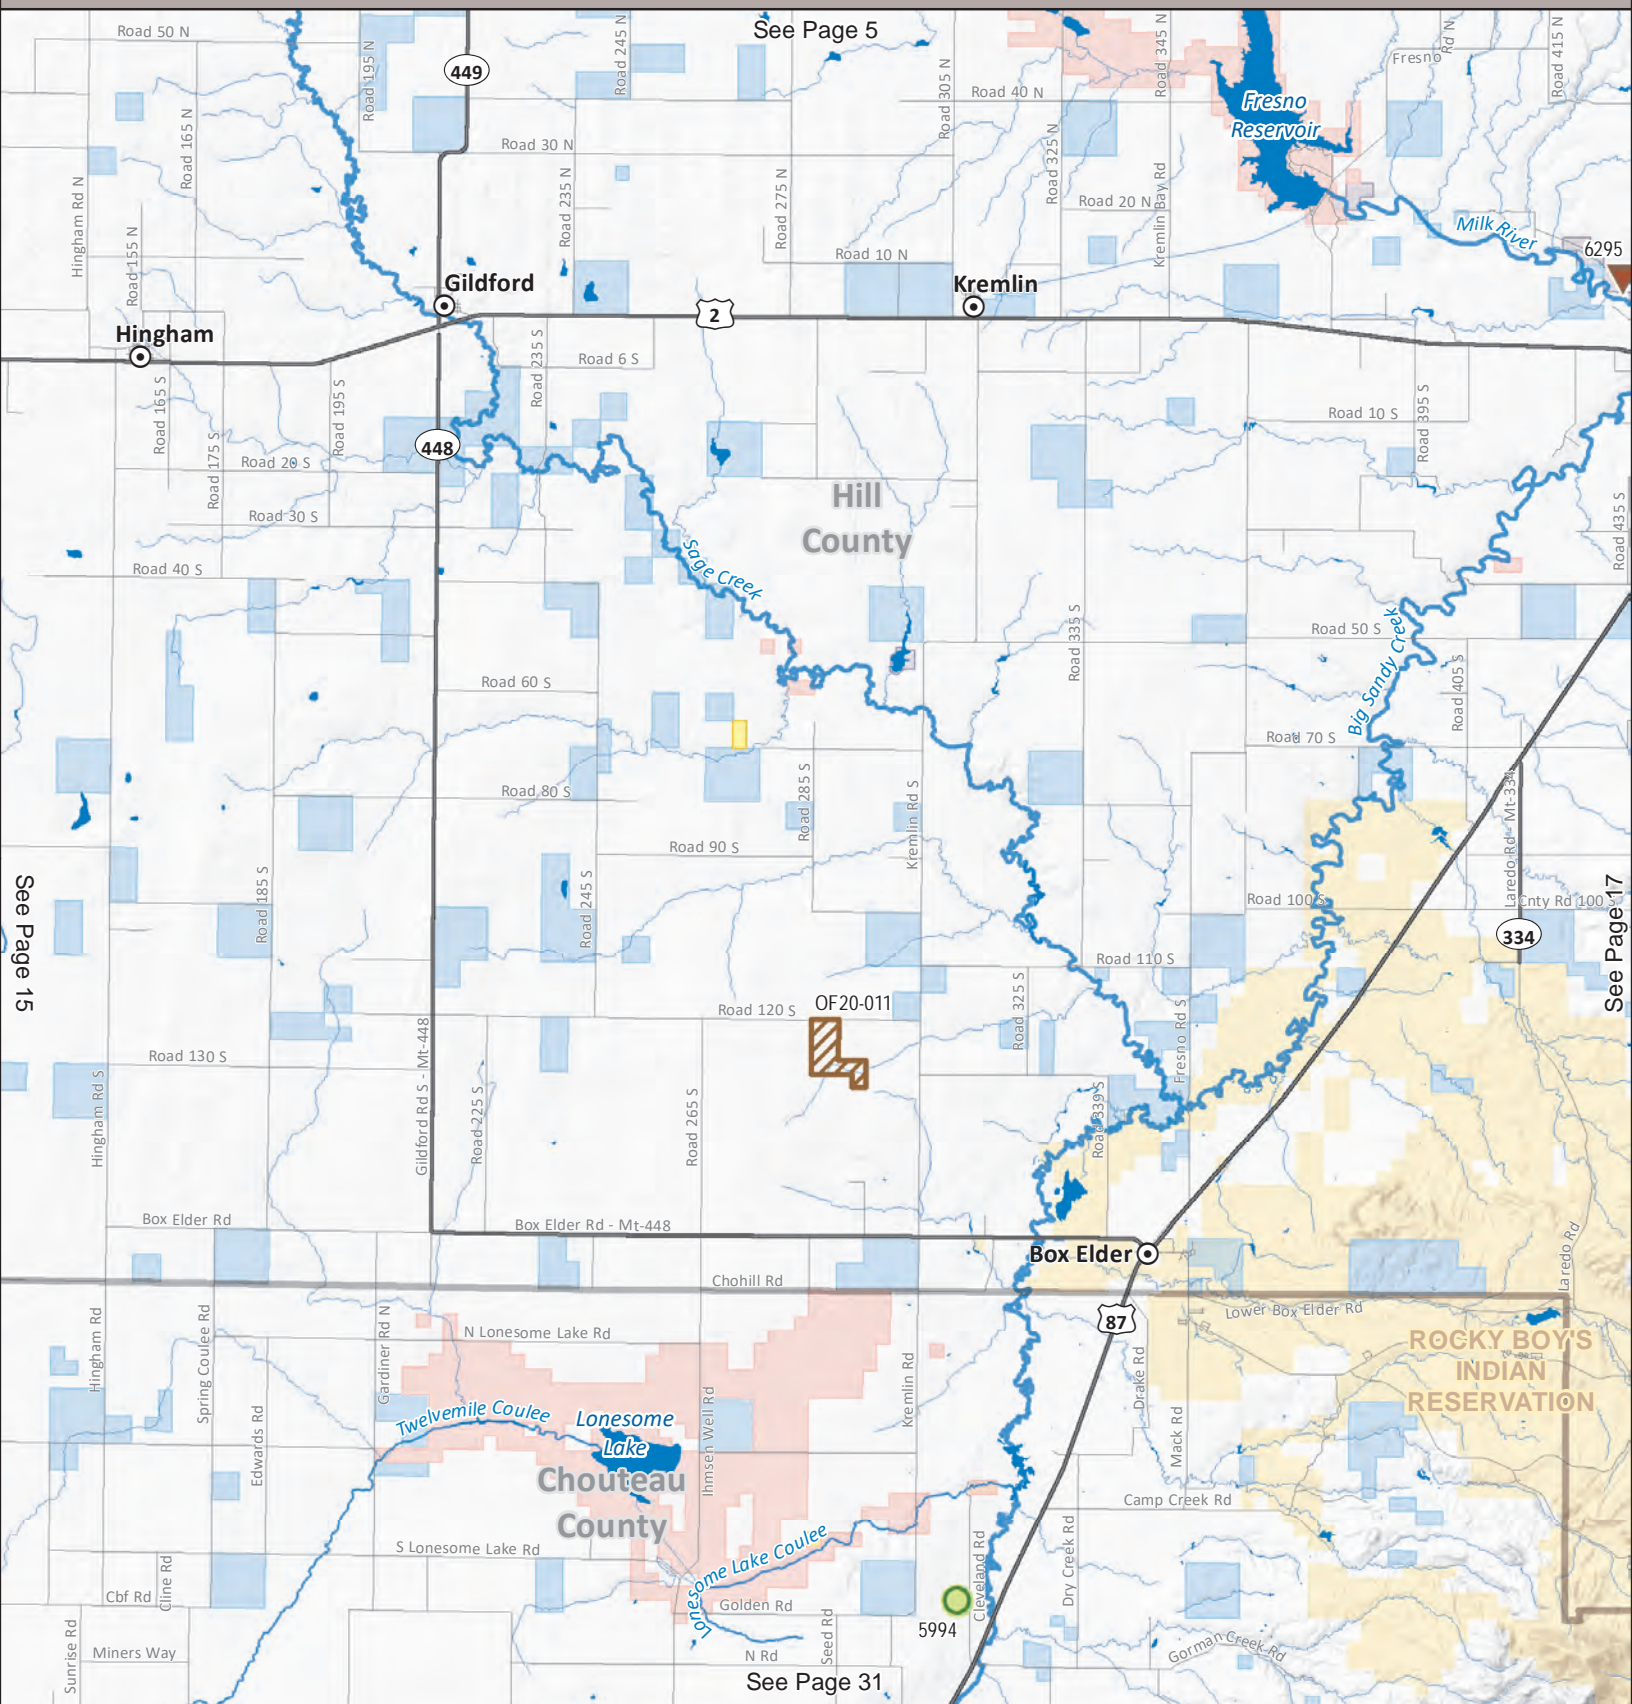 See Page 5
Road 50 N
449
Road 195 N
Road 245 N
Road 305 N
Road 345 N
Fresno Rd N
Road 415 N
Road 40 N
Fresno
Reservoir
Road 165 N
Road 30 N
Road 325 N
Hingham Rd N
Road 155 N
Road 235 N
Road 275 N
Road 20 N
Kremlin Bay Rd
Milk River
6295
Road 10 N
Gildford
Kremlin
2
Hingham
Road 6 S
Road 235 S
Road 165 S
Road 195 S
Road 175 S
448
Road 20 S
Road 10 S
Road 395 S
Road 30 S
Hill
County
Road 435 S
Sage Creek
Road 40 S
Road 335 S
Road 50 S
Big Sandy Creek
Road 405 S
Road 60 S
Road 70 S
Road 80 S
Road 285 S
Kremlin Rd S
Laredo Rd - Mt-334
Road 90 S
See Page 15
Road 185 S
Road 245 S
Road 100 S
Cnty Rd 100 S
See Page 17
334
Road 110 S
Road 325 S
Road 120 S
OF20-011
Fresno Rd S
Road 130 S
Hingham Rd S
Gildford Rd S - Mt-448
Road 225 S
Road 265 S
Road 339 S
Box Elder Rd
Box Elder Rd - Mt-448
Box Elder
Laredo Rd
Chohill Rd
Lower Box Elder Rd
87
Hingham Rd
Spring Coulee Rd
Gardiner Rd N
N Lonesome Lake Rd
ROCKY BOY'S
INDIAN
RESERVATION
Kremlin Rd
Drake Rd
Mack Rd
Edwards Rd
Twelvemile Coulee
Lonesome
Lake
Ihmsen Well Rd
Chouteau
County
Camp Creek Rd
S Lonesome Lake Rd
Lonesome Lake Coulee
Cleveland Rd
Dry Creek Rd
Cbf Rd
Cline Rd
Golden Rd
5994
Seed Rd
Sunrise Rd
Miners Way
N Rd
Gorman Creek Rd
See Page 31